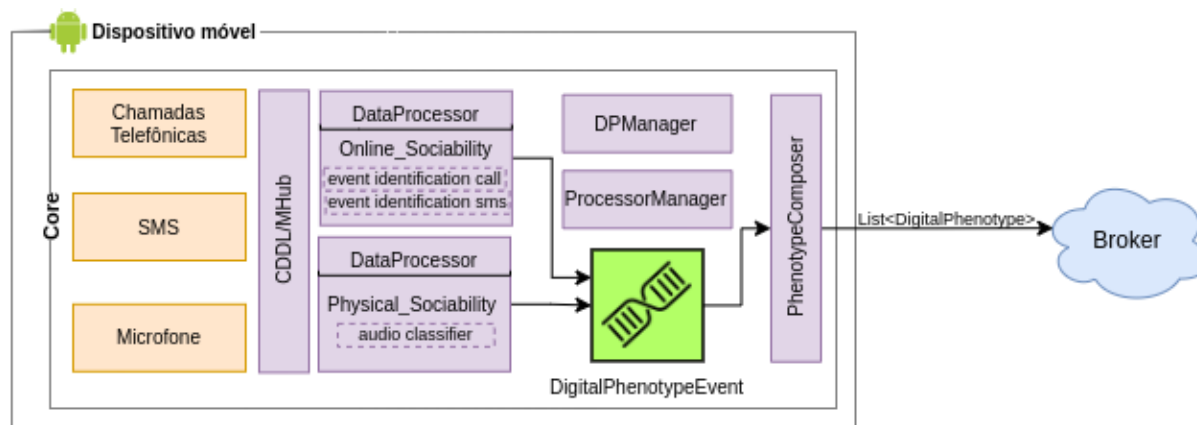 Dispositivo móvel
Core
Chamadas
Telefônicas
SMS
Microfone
CDDL/MHub
DataProcessor
Online_Sociability
event identification call
event identification sms
DataProcessor
Physical_Sociability
audio classifier
DPManager
ProcessorManager
DigitalPhenotypeEvent
PhenotypeComposer
List<DigitalPhenotype>
Broker